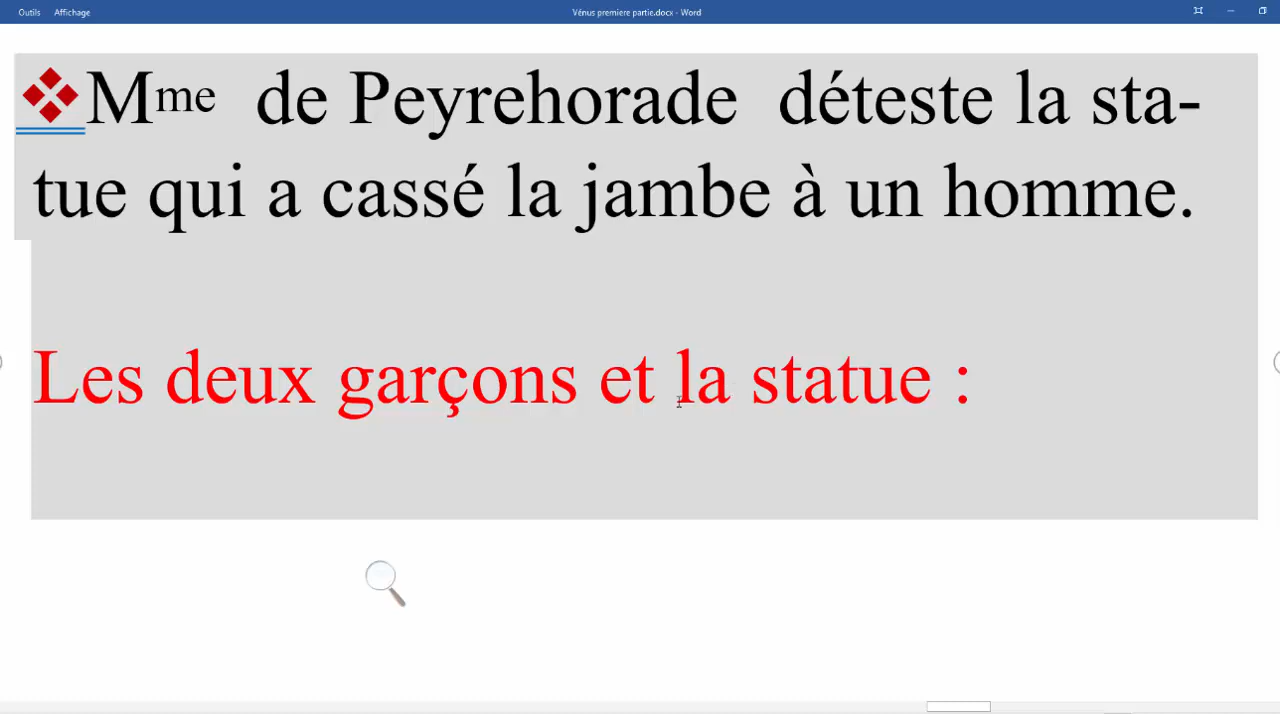 Outils Affichage Vénus premiere partie.docx - Word
Mme de Peyrehorade déteste la sta-
tue qui a cassé la jambe à un homme.
Les deux garçons et la statue :